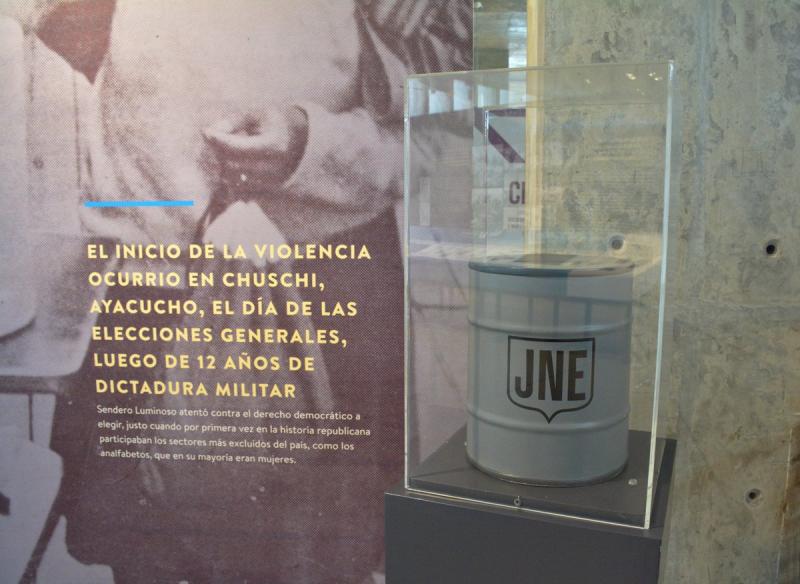 EL INICIO DE LA VIOLENCIA
OCURRIO EN CHUSCHI,
AYACUCHO, EL DÍA DE LAS
ELECCIONES GENERALES,
LUEGO DE 12 AÑOS DE
DICTADURA MILITAR
Sendero Luminoso atentó contra el derecho democrático a
elegir, justo cuando por primera vez en la historia republicana
participaban los sectores más excluidos del país, como los
analfabetos, que en su mayoría eran mujeres.
JNE